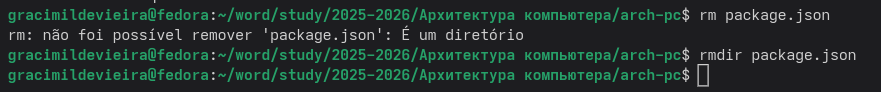 gracimildevieira@fedora:~/word/study/2025-2026/Архитектура компьютера/arch-pc$ rm package.json
rm: não foi possível remover 'package.json': É um diretório
gracimildevieira@fedora:~/word/study/2025-2026/Архитектура компьютера/arch-pc$ rmdir package.json
gracimildevieira@fedora:~/word/study/2025-2026/Архитектура компьютера/arch-pc$